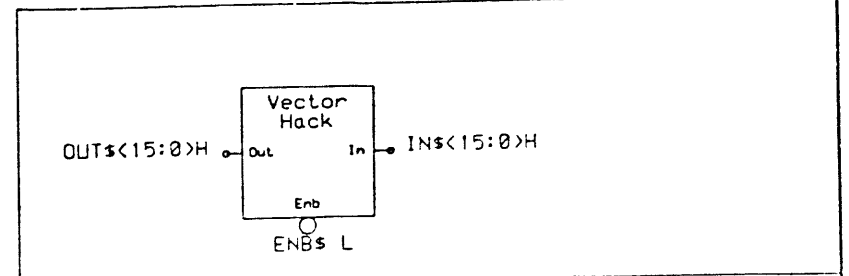 Vector
Hack
OUT$<15:0>H Out In IN$<15:0>H
Enb
ENB$ L